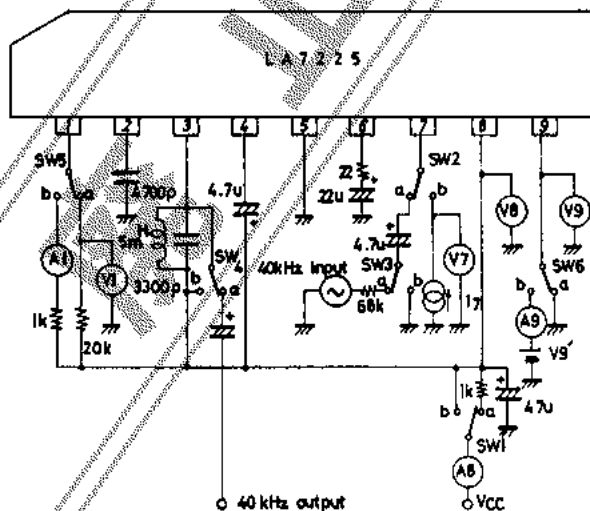 LA7225
1 2 3 4 5 6 7 8 9
SW5
b a
4700p
4.7u
+
22
+
22u
SW2
a b
V8
V9
A1
V1
5m H
3300p
SW4
b a
+
4.7u
+
40kHz input
SW3
68k
a b
V7
I7
SW6
b a
A9
V9'
1k
20k
1k
b a
+
4.7u
SW1
A8
40 kHz output
VCC